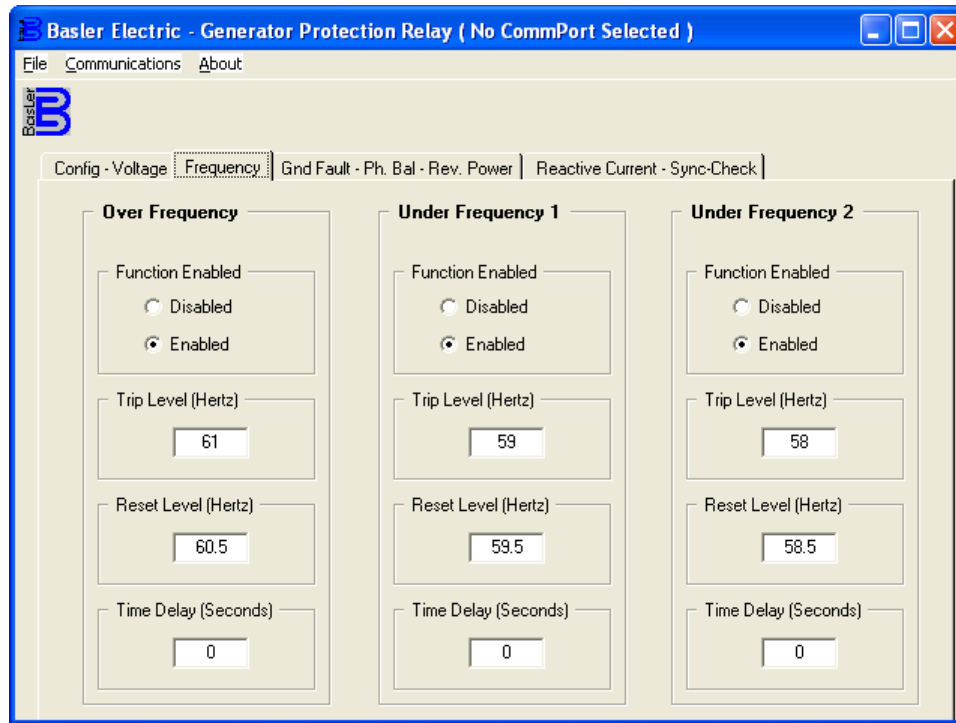 Basler Electric - Generator Protection Relay ( No CommPort Selected )
File Communications About
Basler
Config - Voltage Frequency Gnd Fault - Ph. Bal - Rev. Power Reactive Current - Sync-Check
Over Frequency
Function Enabled
Disabled
Enabled
Trip Level (Hertz)
61
Reset Level (Hertz)
60.5
Time Delay (Seconds)
0
Under Frequency 1
Function Enabled
Disabled
Enabled
Trip Level (Hertz)
59
Reset Level (Hertz)
59.5
Time Delay (Seconds)
0
Under Frequency 2
Function Enabled
Disabled
Enabled
Trip Level (Hertz)
58
Reset Level (Hertz)
58.5
Time Delay (Seconds)
0